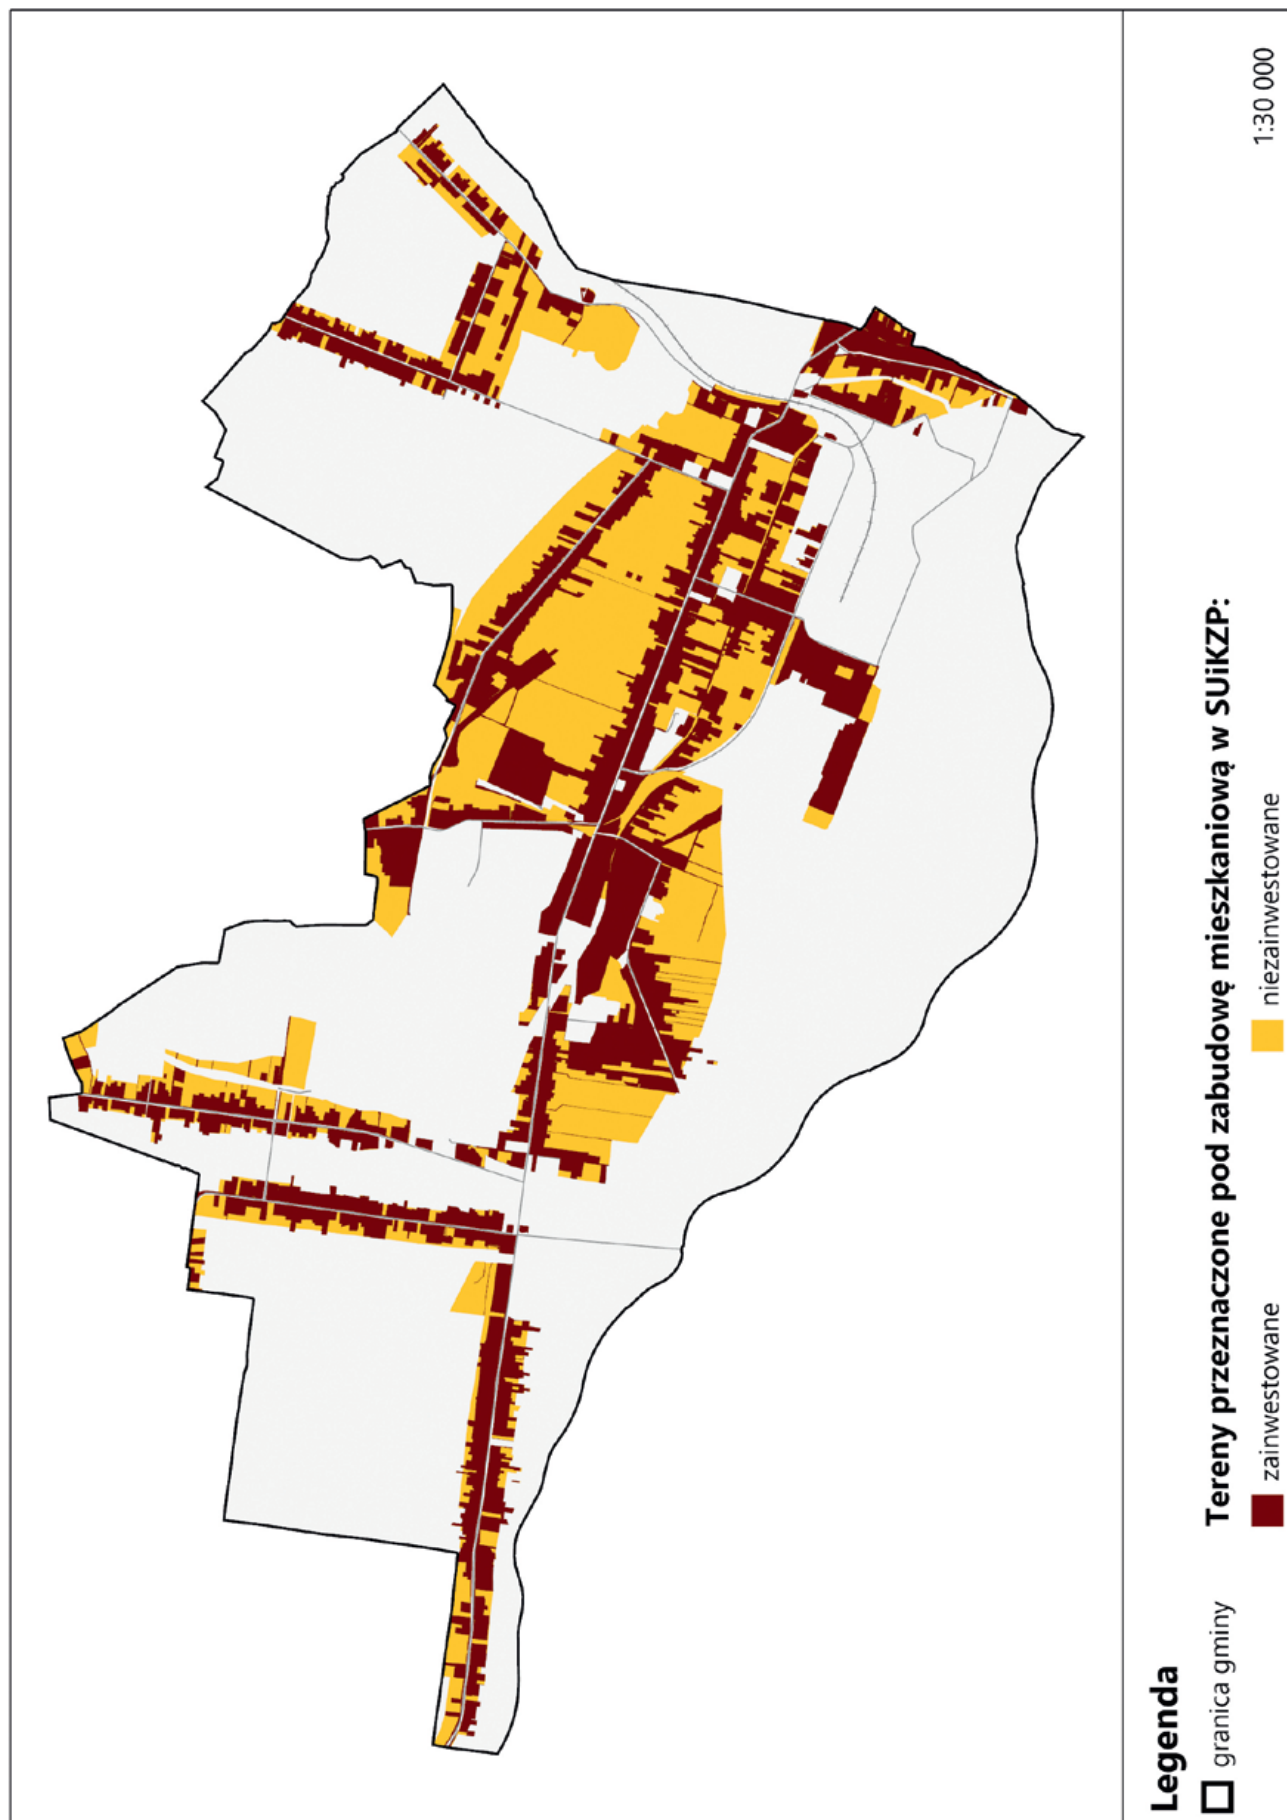 Legenda
granica gminy
Tereny przeznaczone pod zabudowę mieszkaniową w SUiKZP:
zainwestowane
niezainwestowane
1:30 000